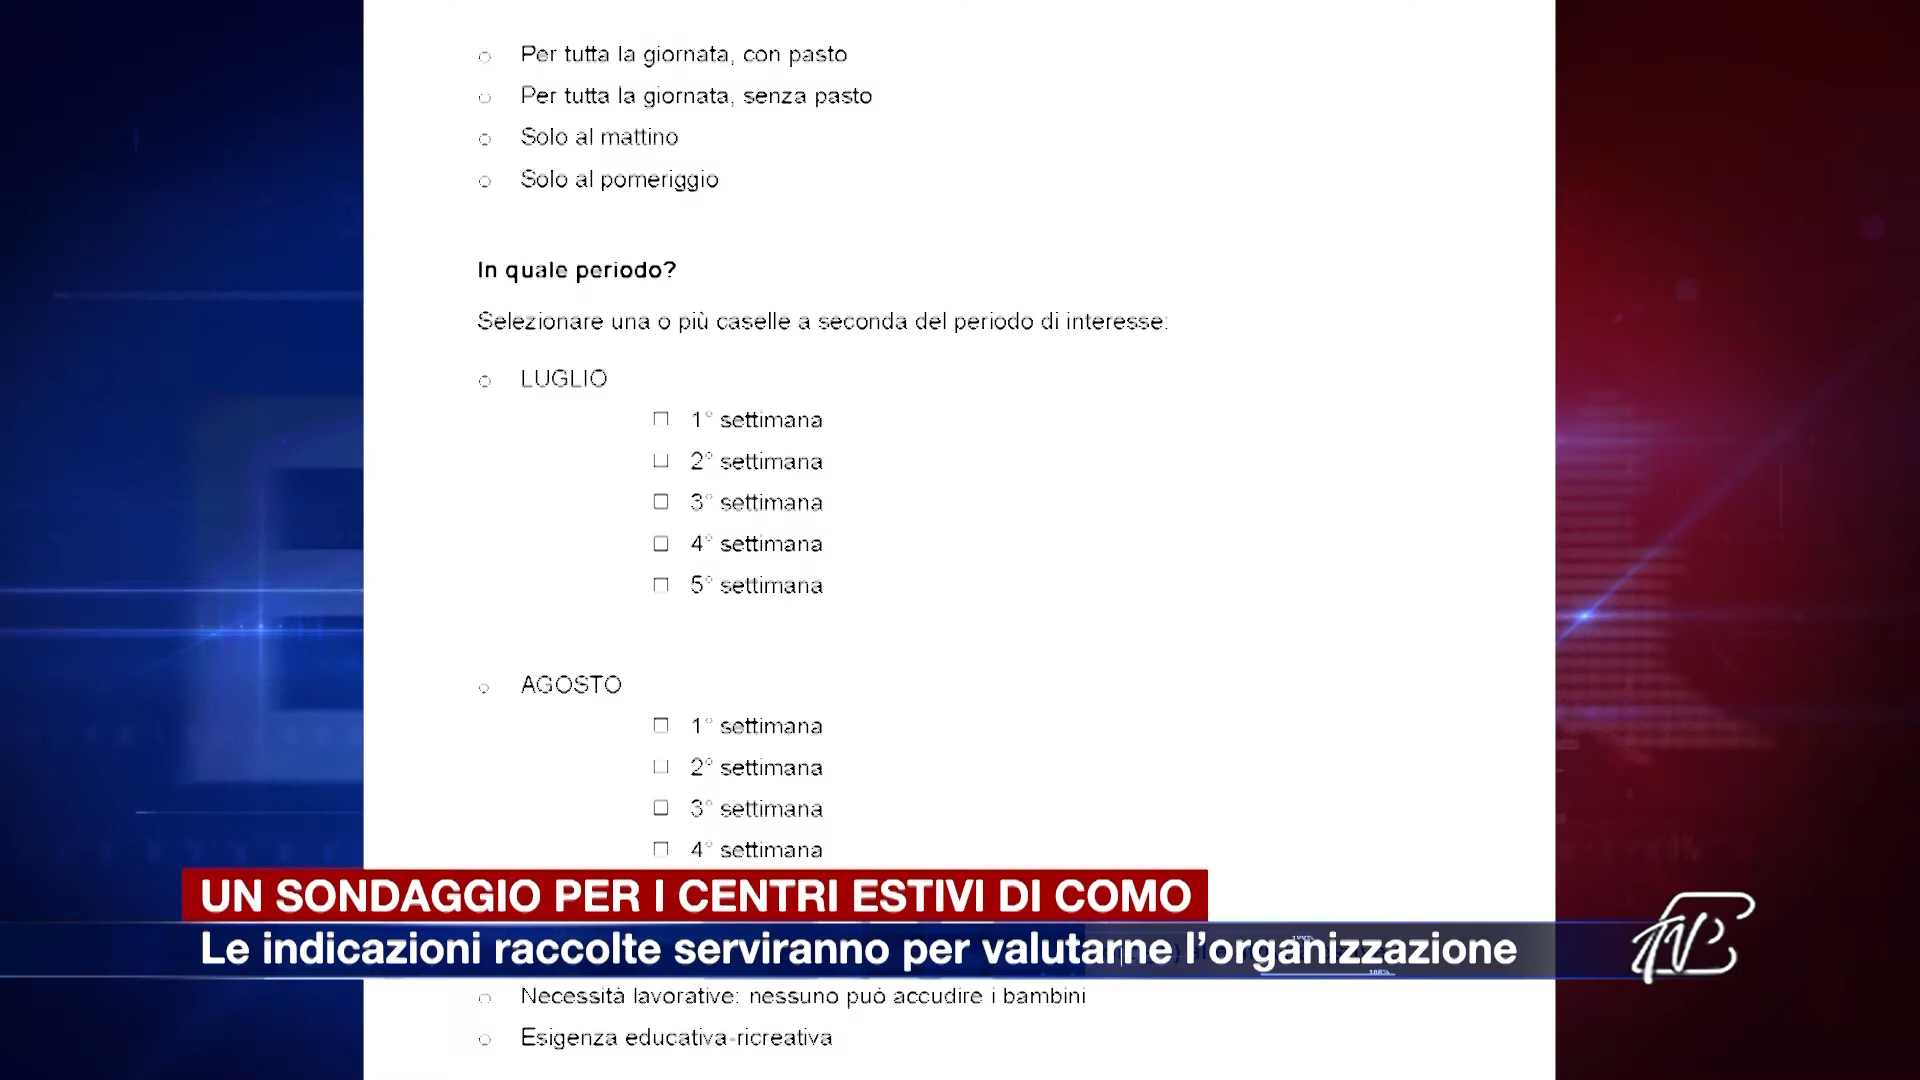 Per tutta la giornata, con pasto
Per tutta la giornata, senza pasto
Solo al mattino
Solo al pomeriggio
In quale periodo?
Selezionare una o più caselle a seconda del periodo di interesse:
LUGLIO
1° settimana
2° settimana
3° settimana
4° settimana
5° settimana
AGOSTO
1° settimana
2° settimana
3° settimana
4° settimana
UN SONDAGGIO PER I CENTRI ESTIVI DI COMO
Le indicazioni raccolte serviranno per valutarne l’organizzazione
Necessità lavorative: nessuno può accudire i bambini
Esigenza educativa-ricreativa